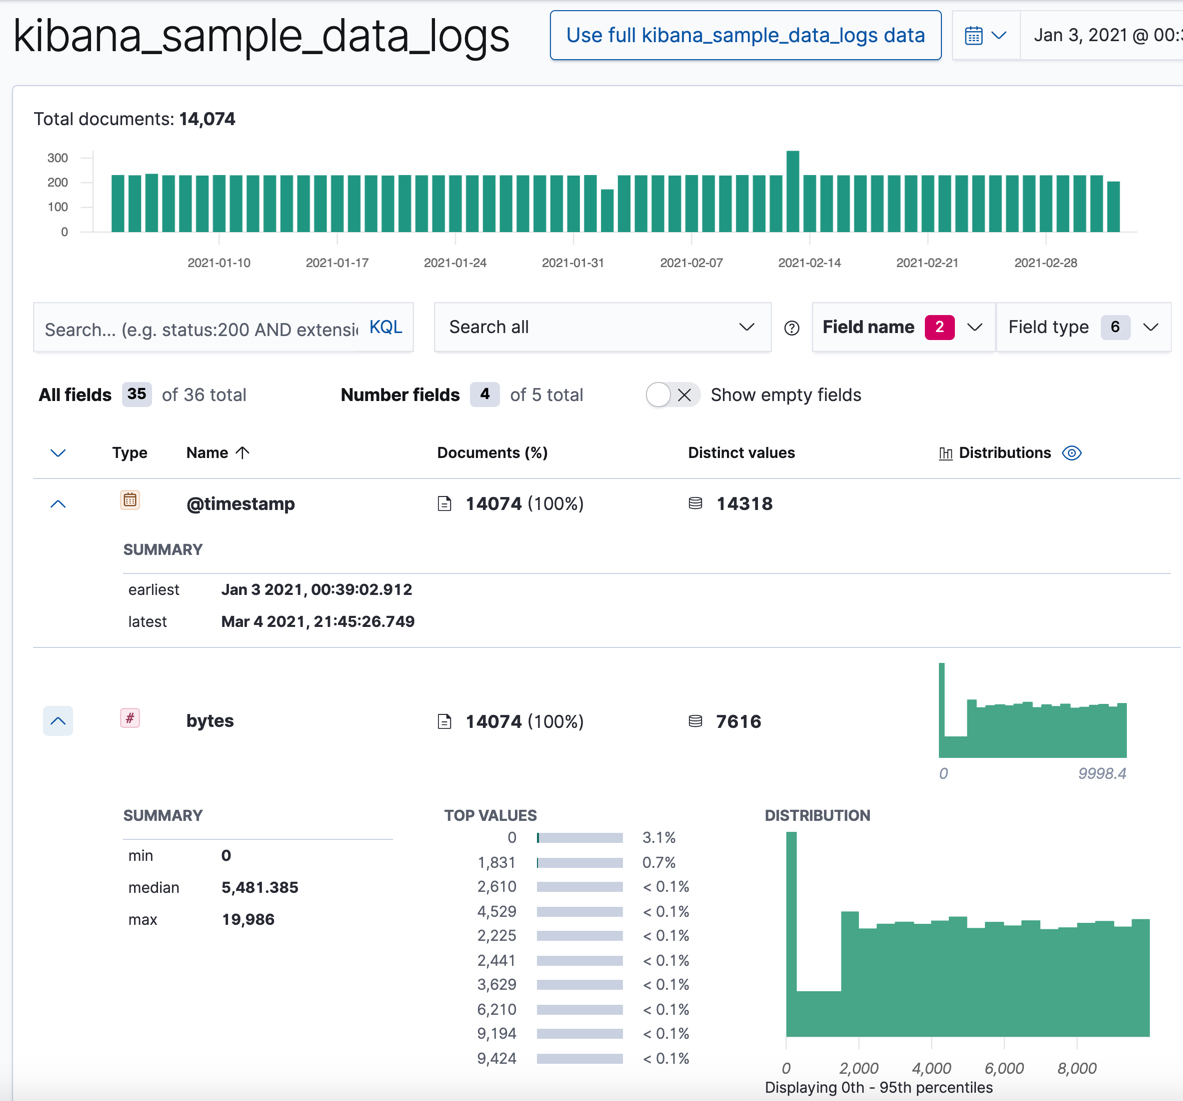 kibana_sample_data_logs
Use full kibana_sample_data_logs data
Jan 3, 2021 @ 00:
Total documents: 14,074
300
200
100
0
2021-01-10 2021-01-17 2021-01-24 2021-01-31 2021-02-07 2021-02-14 2021-02-21 2021-02-28
Search... (e.g. status:200 AND extensi KQL
Search all
Field name 2
Field type 6
All fields 35 of 36 total
Number fields 4 of 5 total
Show empty fields
Type Name ↑ Documents (%) Distinct values Distributions
@timestamp 14074 (100%) 14318
SUMMARY
earliest Jan 3 2021, 00:39:02.912
latest Mar 4 2021, 21:45:26.749
# bytes 14074 (100%) 7616
0 9998.4
SUMMARY
min 0
median 5,481.385
max 19,986
TOP VALUES
0 3.1%
1,831 0.7%
2,610 < 0.1%
4,529 < 0.1%
2,225 < 0.1%
2,441 < 0.1%
3,629 < 0.1%
6,210 < 0.1%
9,194 < 0.1%
9,424 < 0.1%
DISTRIBUTION
0 2,000 4,000 6,000 8,000
Displaying 0th - 95th percentiles